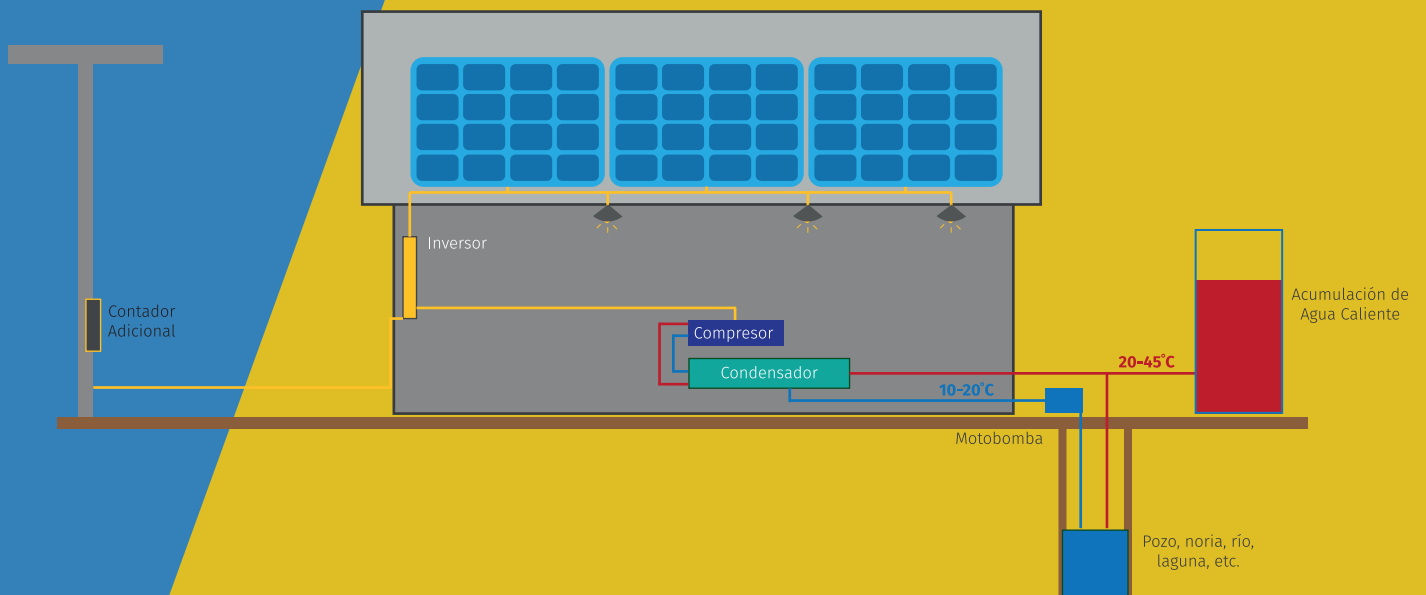 Inversor
Contador
Adicional
Compresor
Condensador
20-45°C
10-20°C
Acumulación de
Agua Caliente
Motobomba
Pozo, noria, río,
laguna, etc.